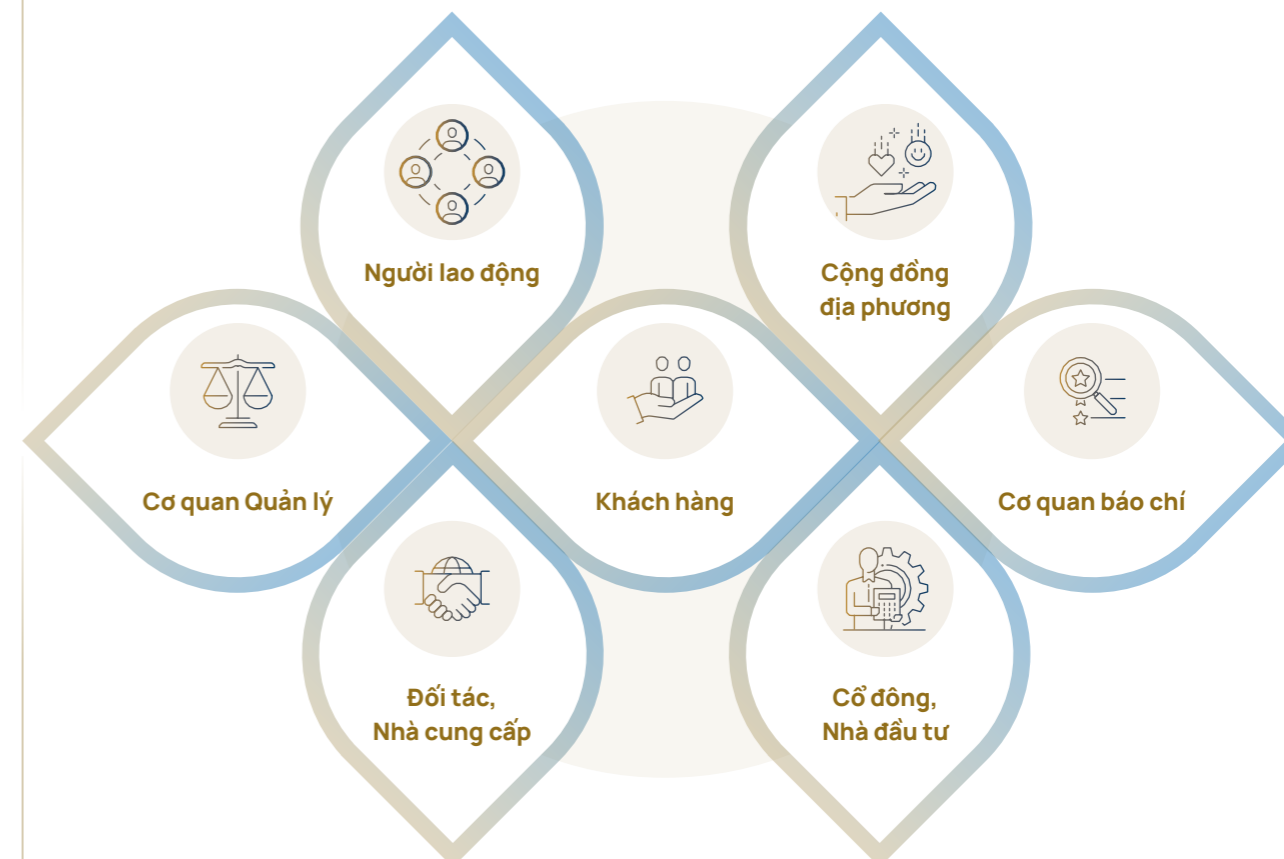 Người lao động
Cộng đồng
địa phương
Cơ quan Quản lý
Khách hàng
Cơ quan báo chí
Đối tác,
Nhà cung cấp
Cổ đông,
Nhà đầu tư